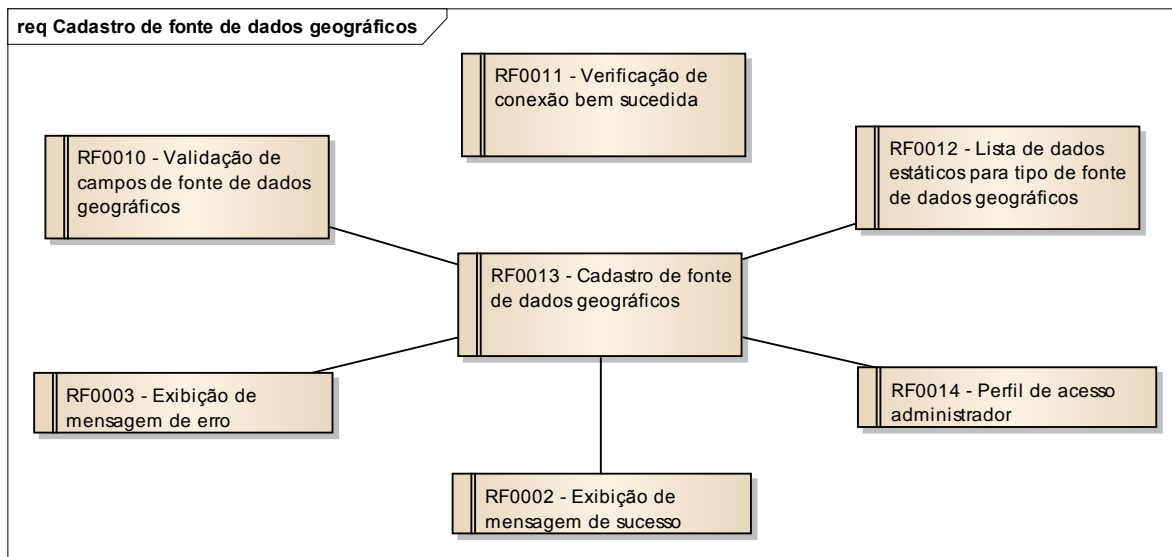 req Cadastro de fonte de dados geográficos
RF0011 - Verificação de
conexão bem sucedida
RF0010 - Validação de
campos de fonte de dados
geográficos
RF0012 - Lista de dados
estáticos para tipo de fonte
de dados geográficos
RF0013 - Cadastro de fonte
de dados geográficos
RF0003 - Exibição de
mensagem de erro
RF0014 - Perfil de acesso
administrador
RF0002 - Exibição de
mensagem de sucesso